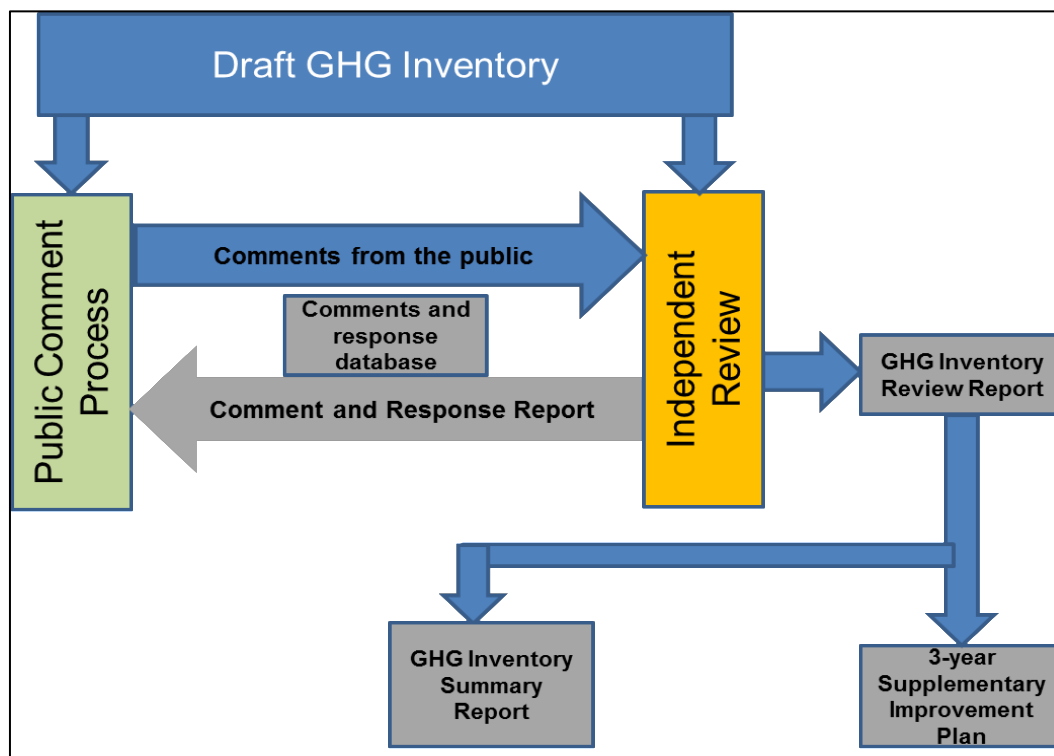 Draft GHG Inventory
Public Comment
Process
Comments from the public
Comments and
response
database
Comment and Response Report
Independent
Review
GHG Inventory
Review Report
GHG Inventory
Summary
Report
3-year
Supplementary
Improvement
Plan